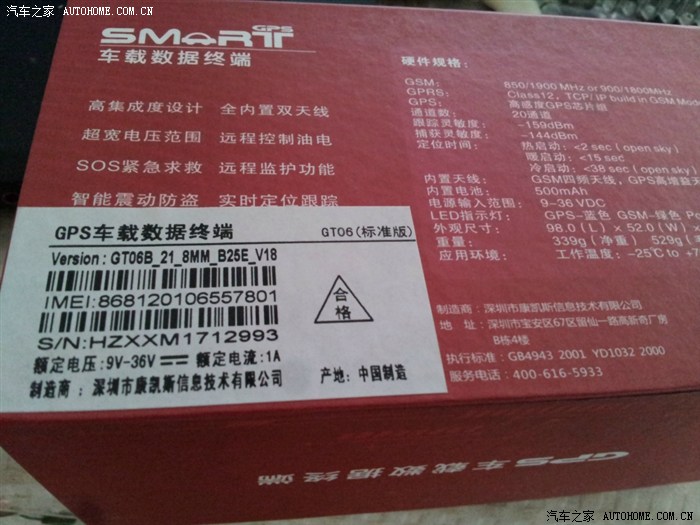 汽车之家 AUTOHOME.COM.CN
SMART GPS
车载数据终端
高集成度设计 全内置双天线
超宽电压范围 远程控制油电
SOS紧急求救 远程监护功能
智能震动防盗 实时定位跟踪
硬件规格:
GSM: 850/1900 MHz or 900/1800MHz
GPRS: Class12, TCP/IP build in GSM
GPS: 高感度GPS芯片组
通道数: 20通道
跟踪灵敏度: -159dBm
捕获灵敏度: -144dBm
定位时间: 热启动: <2 sec (open sky)
暖启动: <15 sec
冷启动: <38 sec (open sky)
内置天线: GSM四频天线, GPS高增益
内置电池: 500mAh
电源输入范围: 9-36 VDC
LED指示灯: GPS-蓝色 GSM-绿色
外观尺寸: 98.0(L) x 52.0(W) x
重量: 339g (净重) 529g
应用环境: 工作温度: -25°C
GPS车载数据终端 GT06(标准版)
Version: GT06B_21_8MM_B25E_V18
IMEI:868120106557801
S/N:HZXXM1712993
合格
额定电压:9V-36V 额定电流:1A
制造商: 深圳市康凯斯信息技术有限公司 产地: 中国制造
制造商: 深圳市康凯斯信息技术有限公司
地 址: 深圳市宝安区67区留仙一路高新奇厂房
B栋4楼
执行标准: GB4943 2001 YD1032 2000
服务电话: 400-616-5933
GPS车载数据终端
汽车之家 AUTOHOME.COM.CN